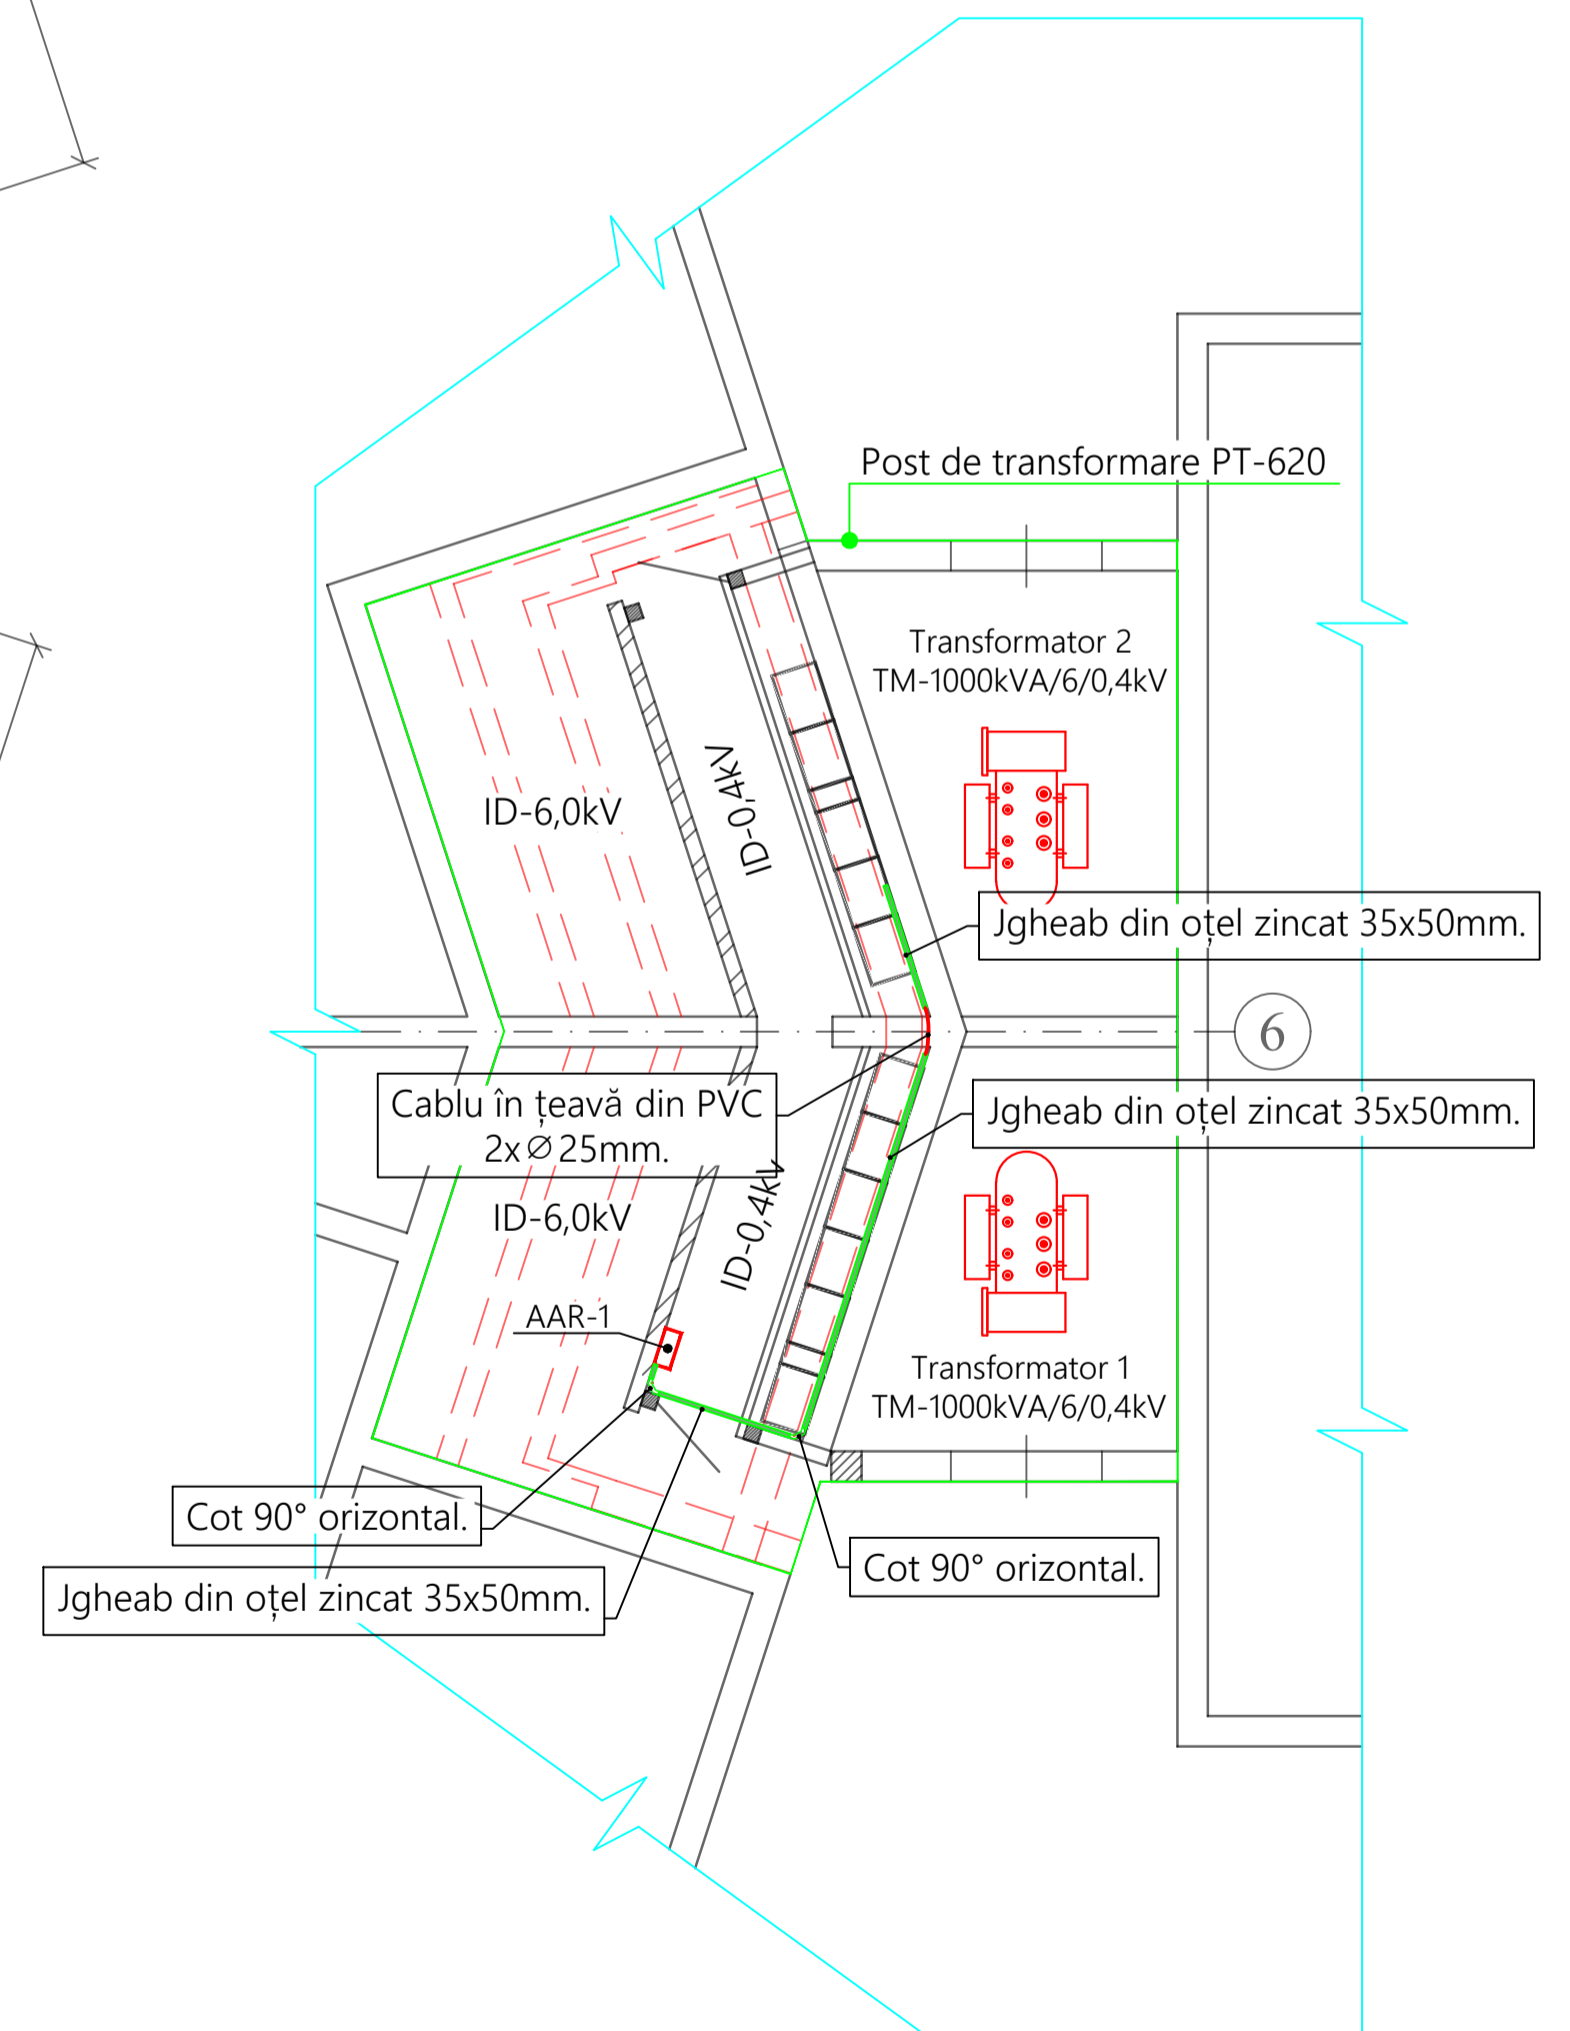 Post de transformare PT-620
Transformator 2
TM-1000kVA/6/0,4kV
ID-6,0kV
ID-0,4kV
Jgheab din oțel zincat 35x50mm.
6
Cablu în țeavă din PVC
2x∅25mm.
Jgheab din oțel zincat 35x50mm.
ID-6,0kV
ID-0,4kV
AAR-1
Transformator 1
TM-1000kVA/6/0,4kV
Cot 90° orizontal.
Cot 90° orizontal.
Jgheab din oțel zincat 35x50mm.